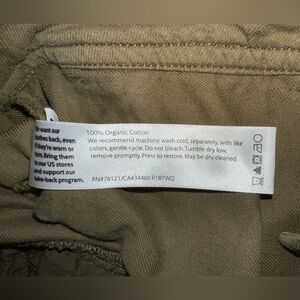 We want our
clothes back, even
if they're worn or
torn. Bring them
to our US stores
and support our
take-back program.
100% Organic Cotton
We recommend machine wash cold, separately, with like
colors, gentle cycle. Do not bleach. Tumble dry low,
remove promptly. Press to restore. May be dry cleaned
RN#76121/CA#34460 R18TWO